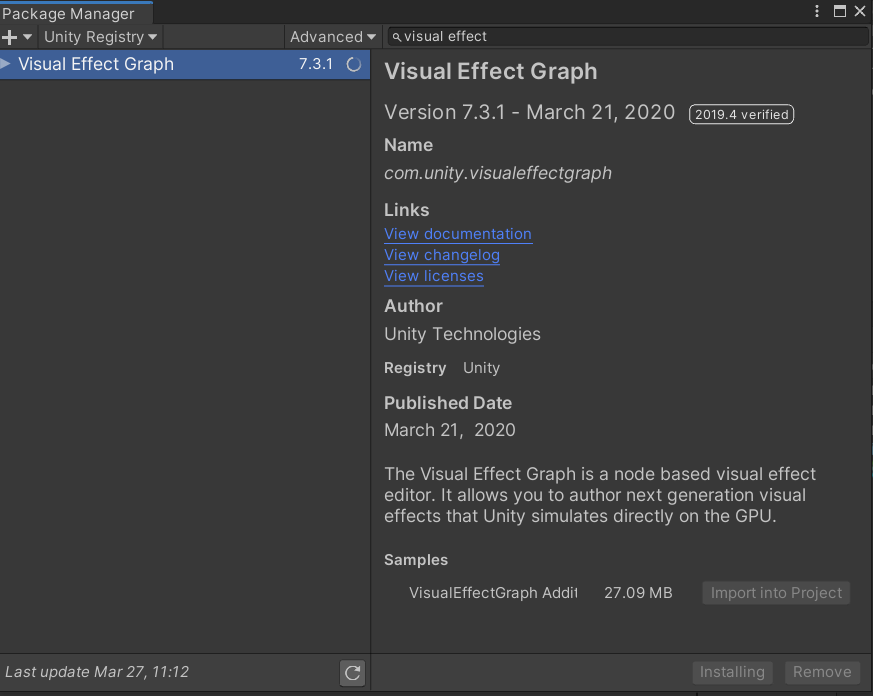 Package Manager
Unity Registry
Advanced
visual effect
Visual Effect Graph 7.3.1
Visual Effect Graph
Version 7.3.1 - March 21, 2020 2019.4 verified
Name
com.unity.visualeffectgraph
Links
View documentation
View changelog
View licenses
Author
Unity Technologies
Registry Unity
Published Date
March 21, 2020
The Visual Effect Graph is a node based visual effect
editor. It allows you to author next generation visual
effects that Unity simulates directly on the GPU.
Samples
VisualEffectGraph Addit 27.09 MB Import into Project
Last update Mar 27, 11:12
Installing Remove